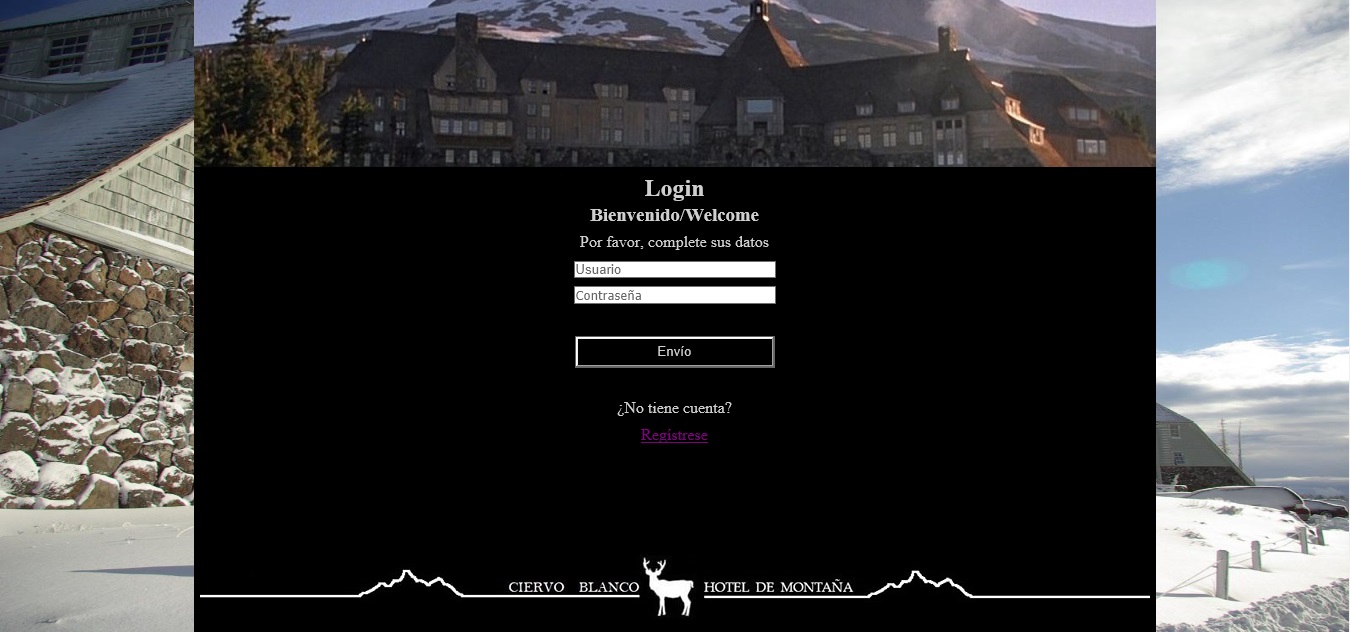 Login
Bienvenido/Welcome
Por favor, complete sus datos
Usuario
Contraseña
Envío
¿No tiene cuenta?
Regístrese
CIERVO BLANCO HOTEL DE MONTAÑA